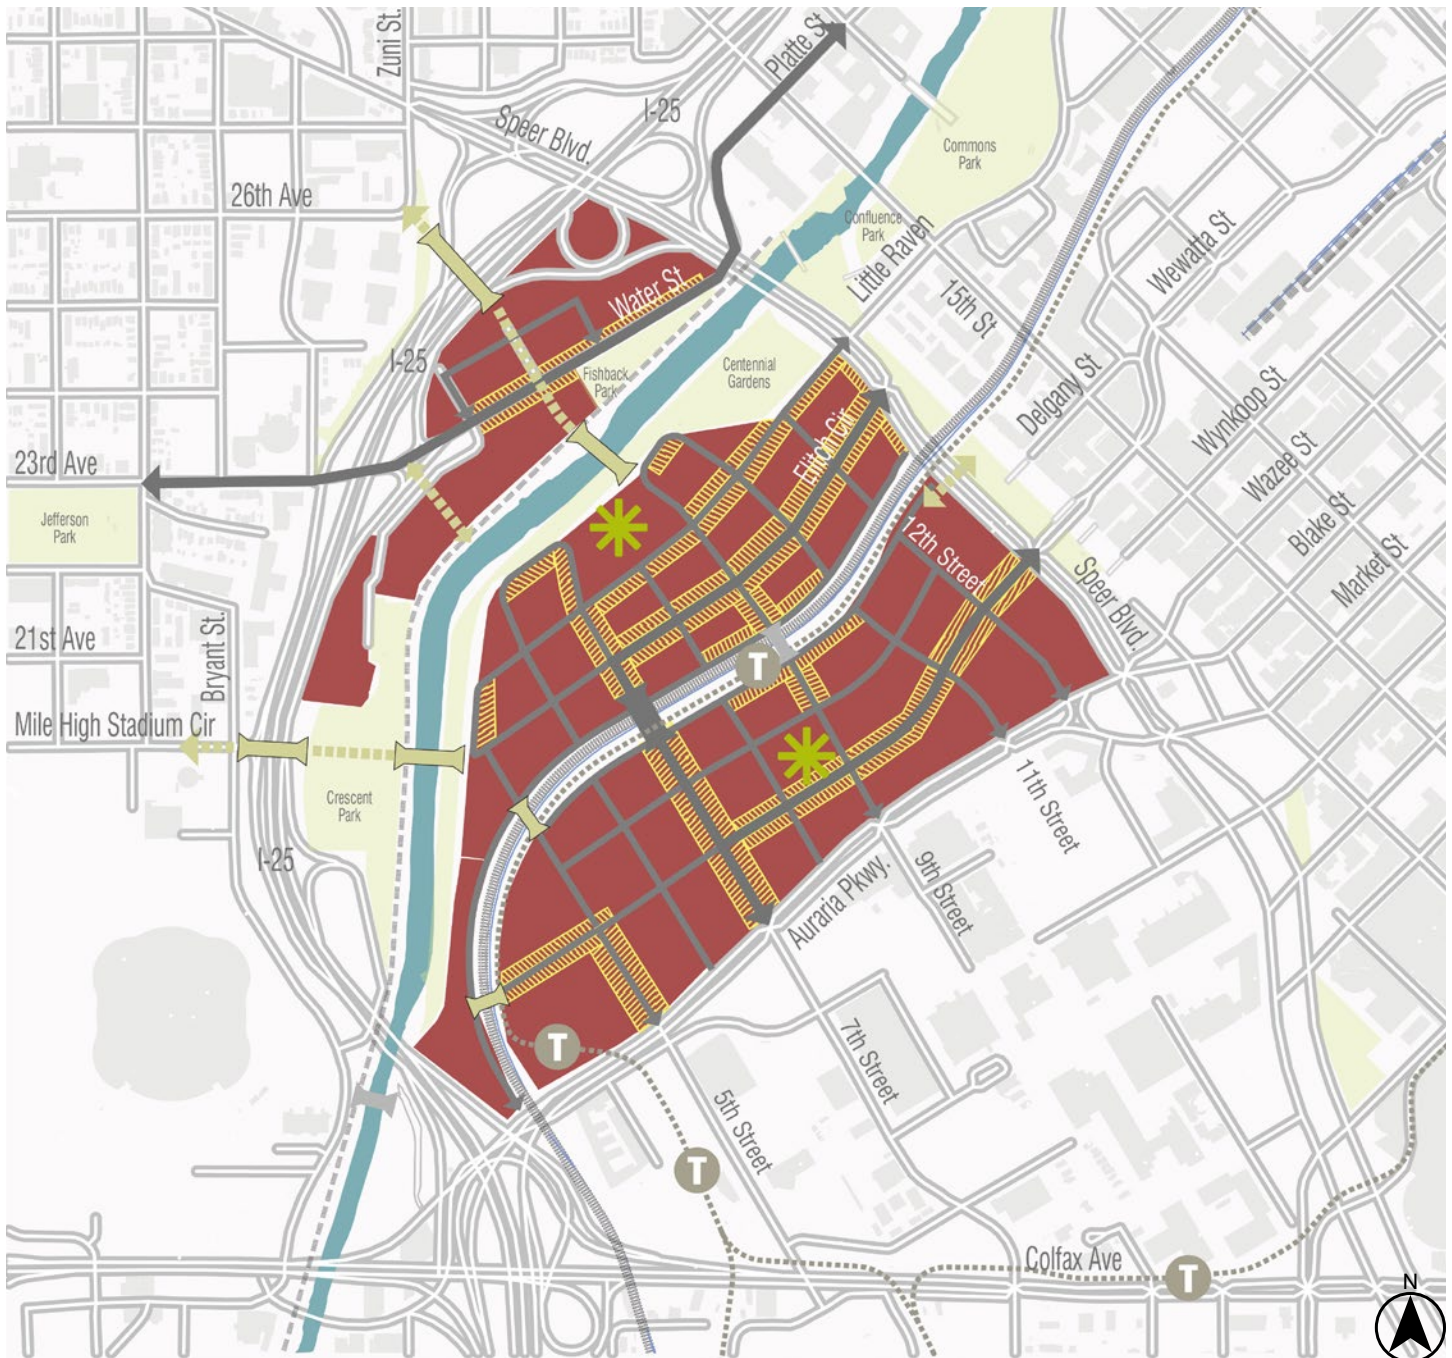 Zuni St.
Platte St
I-25
Speer Blvd.
Commons
Park
26th Ave
Confluence
Park
Little Raven
Wewatta St
15th St
Water St
I-25
Fishback
Park
Centennial
Gardens
Delgany St
Wynkoop St
Elitch Cir
Wazee St
23rd Ave
Blake St
Jefferson
Park
12th Street
Market St
Speer Blvd.
21st Ave
Bryant St.
T
Mile High Stadium Cir
Crescent
Park
11th Street
I-25
Auraria Pkwy.
9th Street
T
7th Street
5th Street
T
Colfax Ave
T
N